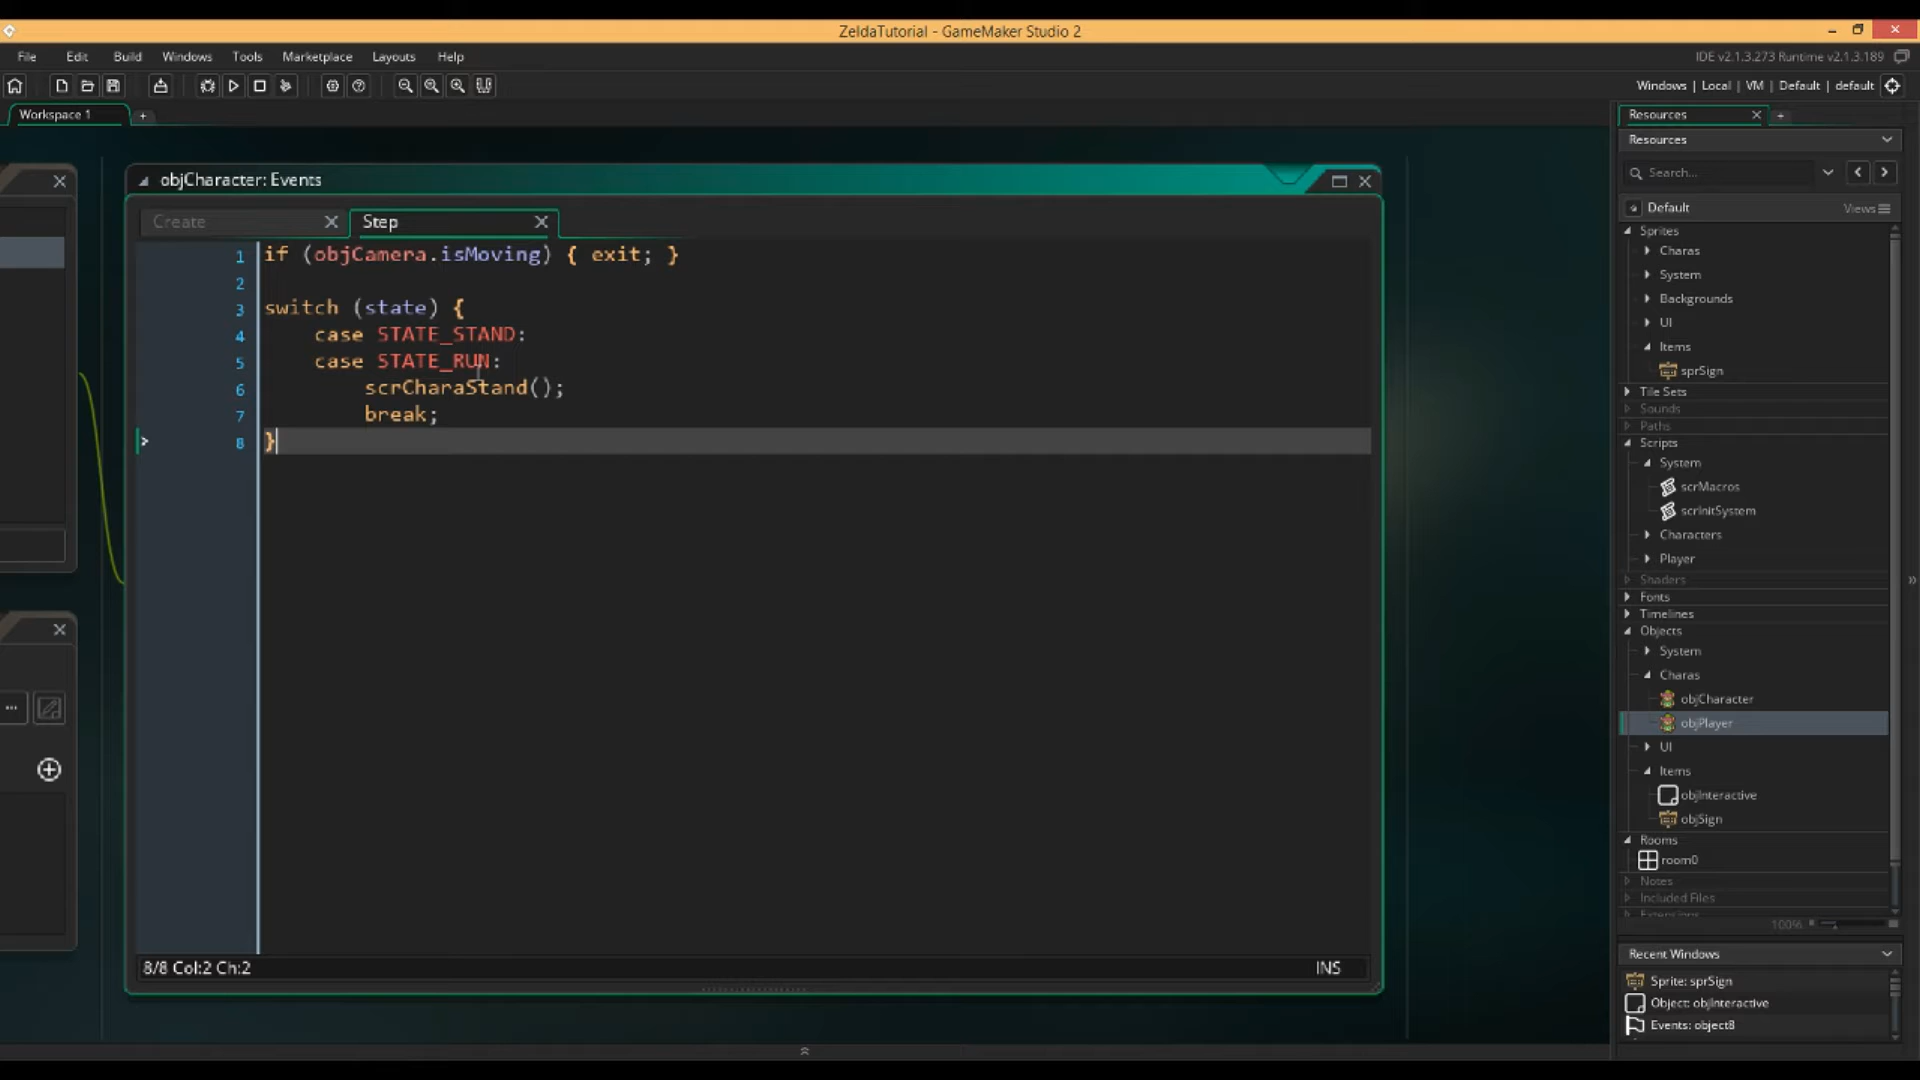 ZeldaTutorial - GameMaker Studio 2
File Edit Build Windows Tools Marketplace Layouts Help
IDE v2.1.3.273 Runtime v2.1.3.189
Windows | Local | VM | Default | default
Workspace 1
objCharacter: Events
Create
Step
1 if (objCamera.isMoving) { exit; }
2
3 switch (state) {
4 case STATE_STAND:
5 case STATE_RUN:
6 scrCharaStand();
7 break;
8 }
8/8 Col:2 Ch:2
INS
Resources
Resources
Search...
Default
Views
Sprites
Charas
System
Backgrounds
UI
Items
sprSign
Tile Sets
Sounds
Paths
Scripts
System
scrMacros
scrInitSystem
Characters
Player
Shaders
Fonts
Timelines
Objects
System
Charas
objCharacter
objPlayer
UI
Items
objInteractive
objSign
Rooms
room0
Notes
Included Files
Extensions
100%
Recent Windows
Sprite: sprSign
Object: objInteractive
Events: object8